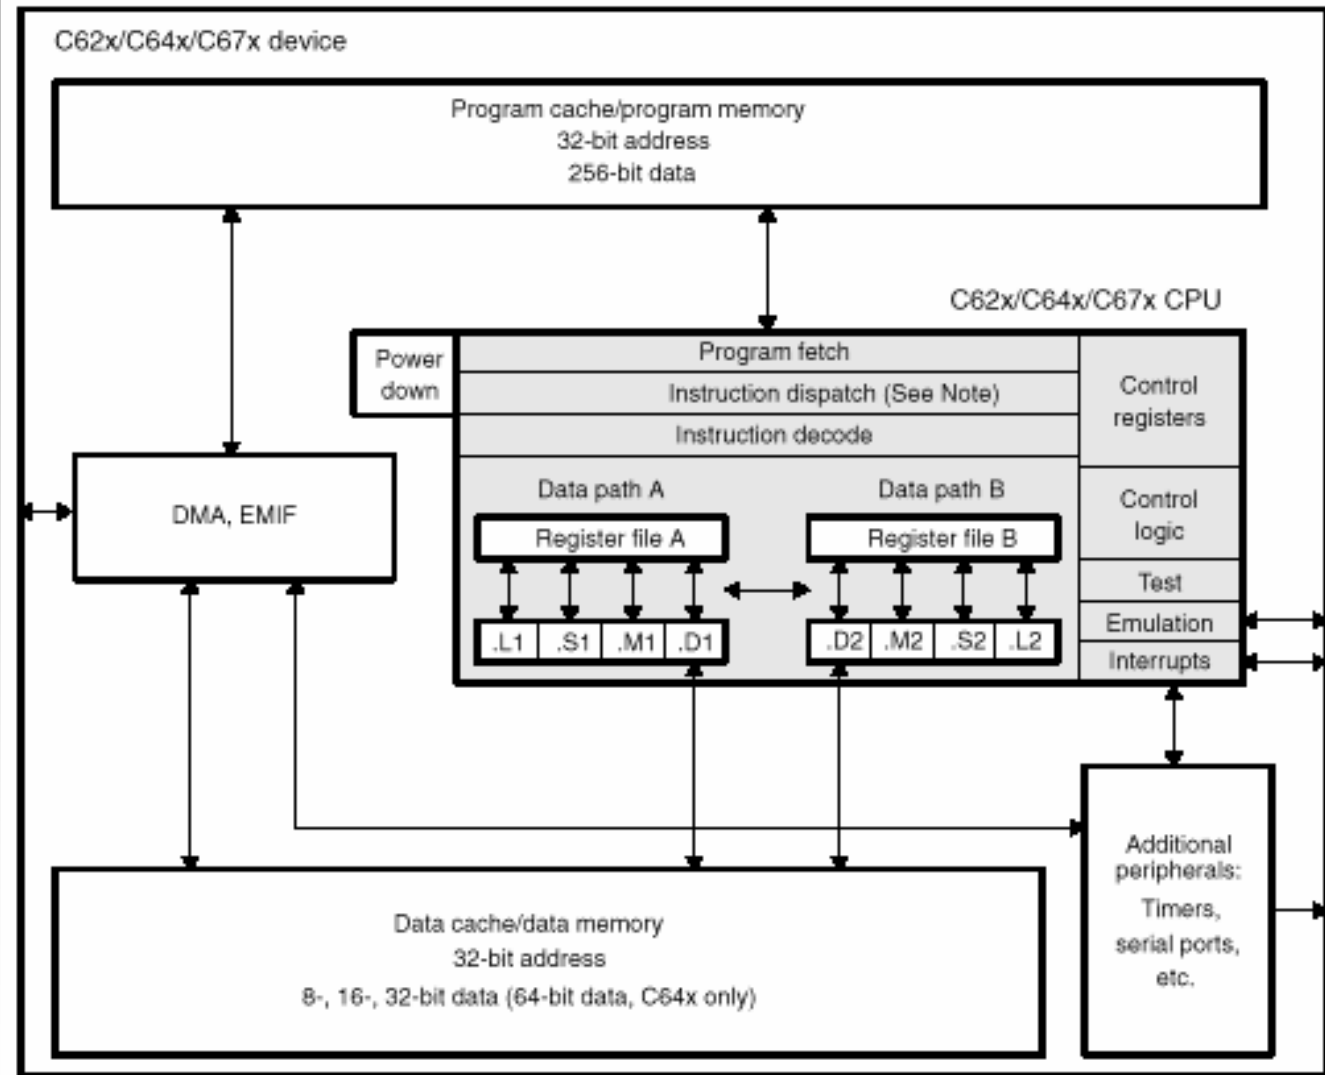 C62x/C64x/C67x device
Program cache/program memory
32-bit address
256-bit data
C62x/C64x/C67x CPU
Power
down
Program fetch
Instruction dispatch (See Note)
Instruction decode
Control
registers
DMA, EMIF
Data path A
Data path B
Register file A
Register file B
.L1 .S1 .M1 .D1
.D2 .M2 .S2 .L2
Control
logic
Test
Emulation
Interrupts
Data cache/data memory
32-bit address
8-, 16-, 32-bit data (64-bit data, C64x only)
Additional
peripherals:
Timers,
serial ports,
etc.